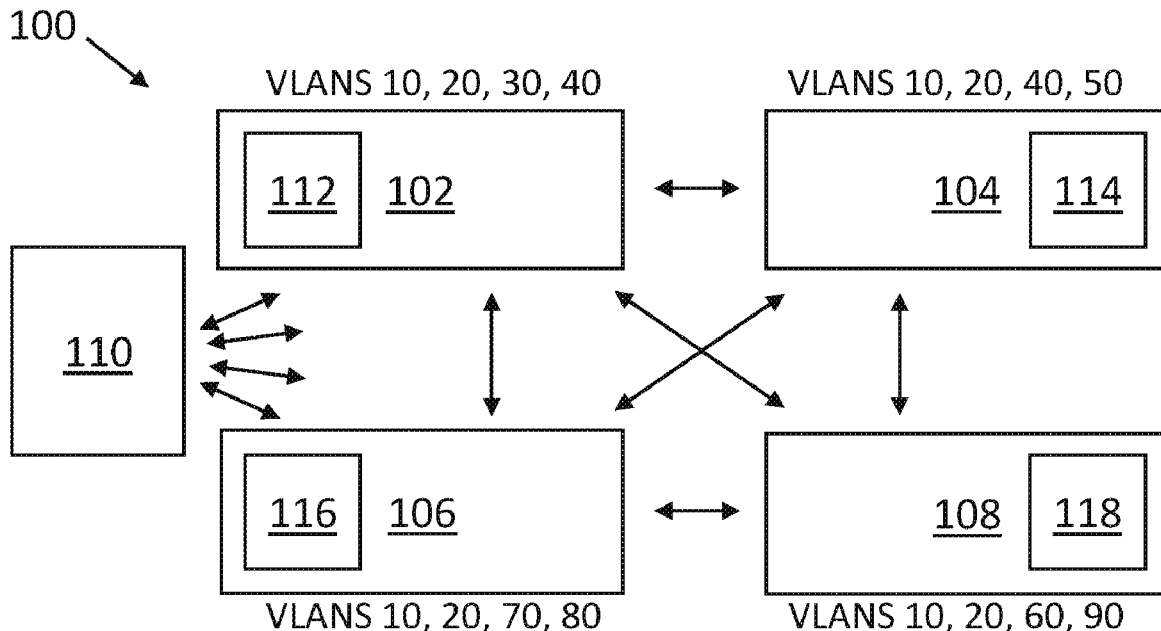 100
VLANS 10, 20, 30, 40
VLANS 10, 20, 40, 50
112 102
104 114
110
116 106
108 118
VLANS 10, 20, 70, 80
VLANS 10, 20, 60, 90